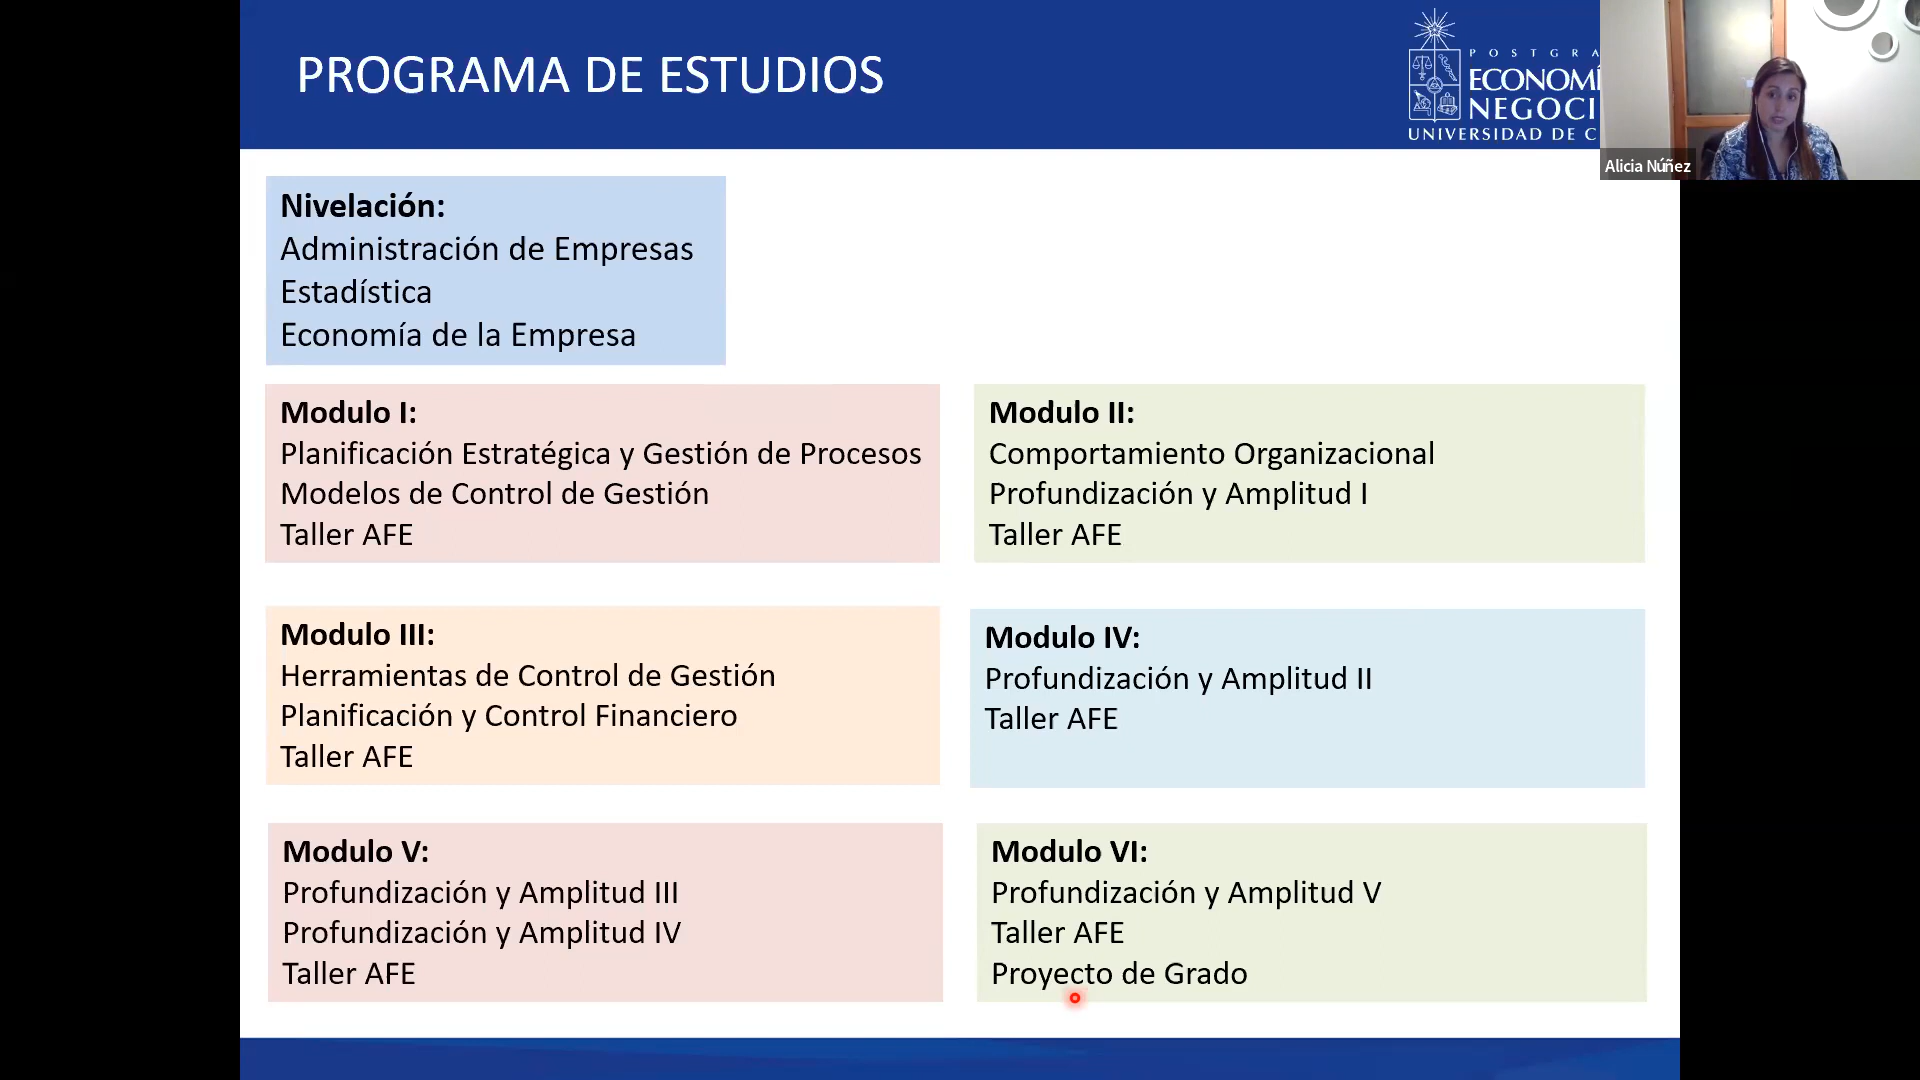 PROGRAMA DE ESTUDIOS
POSTGRA
ECONOMÍ
NEGOCI
UNIVERSIDAD DE C
Alicia Núñez
Nivelación:
Administración de Empresas
Estadística
Economía de la Empresa
Modulo I:
Planificación Estratégica y Gestión de Procesos
Modelos de Control de Gestión
Taller AFE
Modulo II:
Comportamiento Organizacional
Profundización y Amplitud I
Taller AFE
Modulo III:
Herramientas de Control de Gestión
Planificación y Control Financiero
Taller AFE
Modulo IV:
Profundización y Amplitud II
Taller AFE
Modulo V:
Profundización y Amplitud III
Profundización y Amplitud IV
Taller AFE
Modulo VI:
Profundización y Amplitud V
Taller AFE
Proyecto de Grado